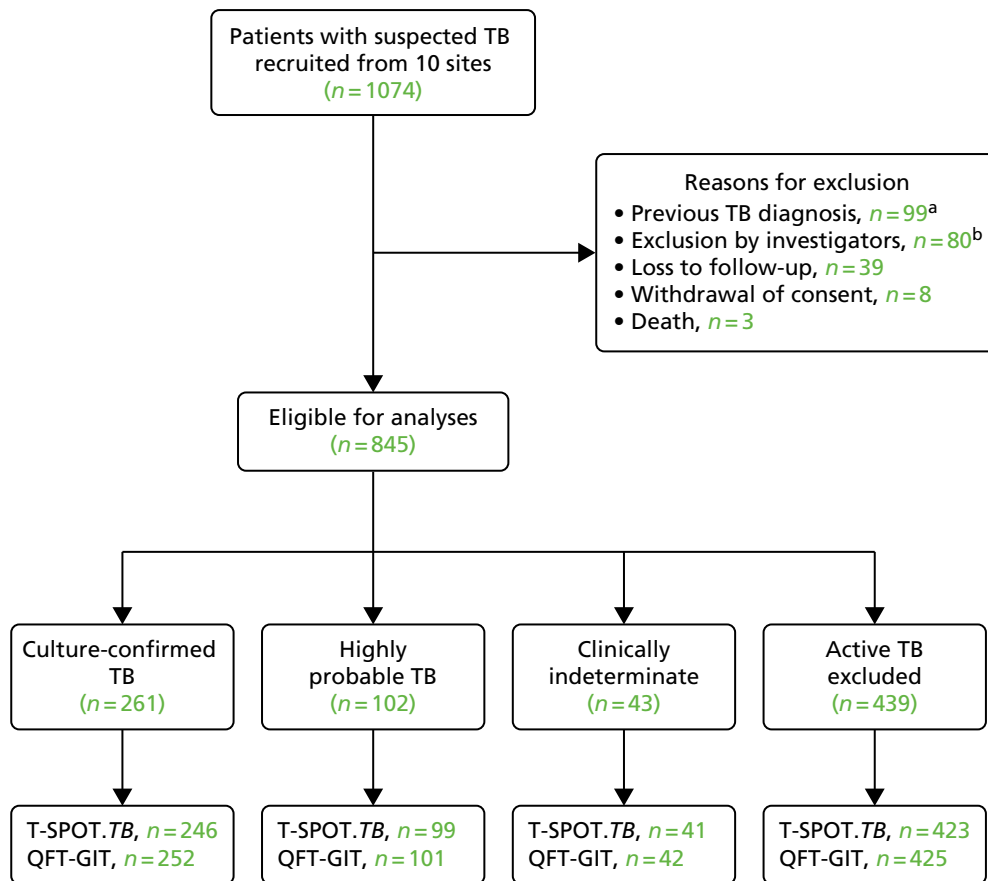 Patients with suspected TB
recruited from 10 sites
(n=1074)
Reasons for exclusion
• Previous TB diagnosis, n=99a
• Exclusion by investigators, n=80b
• Loss to follow-up, n=39
• Withdrawal of consent, n=8
• Death, n=3
Eligible for analyses
(n=845)
Culture-confirmed
TB
(n=261)
Highly
probable TB
(n=102)
Clinically
indeterminate
(n=43)
Active TB
excluded
(n=439)
T-SPOT.TB, n=246
QFT-GIT, n=252
T-SPOT.TB, n=99
QFT-GIT, n=101
T-SPOT.TB, n=41
QFT-GIT, n=42
T-SPOT.TB, n=423
QFT-GIT, n=425